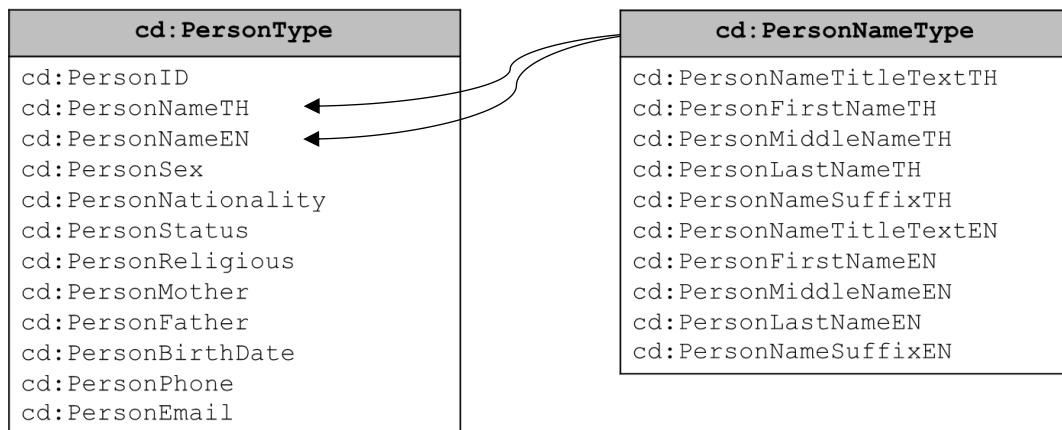 cd:PersonType
cd:PersonID
cd:PersonNameTH
cd:PersonNameEN
cd:PersonSex
cd:PersonNationality
cd:PersonStatus
cd:PersonReligious
cd:PersonMother
cd:PersonFather
cd:PersonBirthDate
cd:PersonPhone
cd:PersonEmail
cd:PersonNameType
cd:PersonNameTitleTextTH
cd:PersonFirstNameTH
cd:PersonMiddleNameTH
cd:PersonLastNameTH
cd:PersonNameSuffixTH
cd:PersonNameTitleTextEN
cd:PersonFirstNameEN
cd:PersonMiddleNameEN
cd:PersonLastNameEN
cd:PersonNameSuffixEN